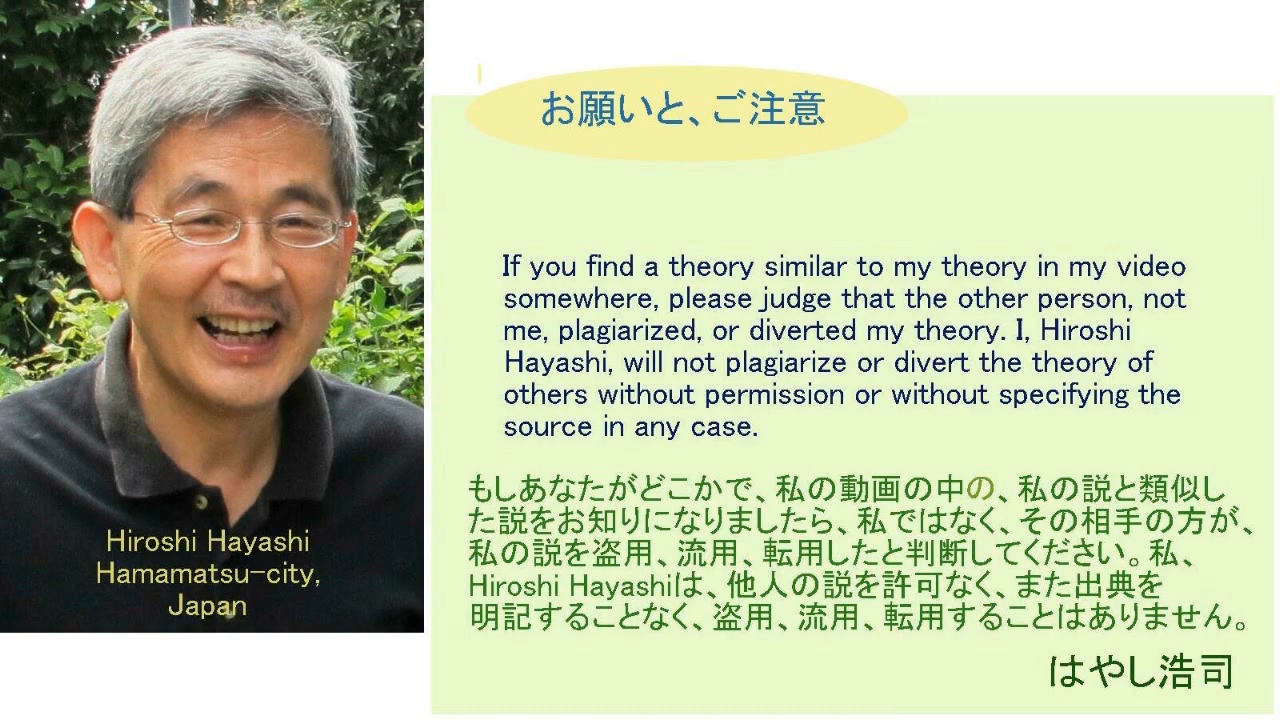 お願いと、ご注意
If you find a theory similar to my theory in my video
somewhere, please judge that the other person, not
me, plagiarized, or diverted my theory. I, Hiroshi
Hayashi, will not plagiarize or divert the theory of
others without permission or without specifying the
source in any case.
もしあなたがどこかで、私の動画の中の、私の説と類似し
た説をお知りになりましたら、私ではなく、その相手の方が、
私の説を盗用、流用、転用したと判断してください。私、
Hiroshi Hayashiは、他人の説を許可なく、また出典を
明記することなく、盗用、流用、転用することはありません。
はやし浩司
Hiroshi Hayashi
Hamamatsu-city,
Japan